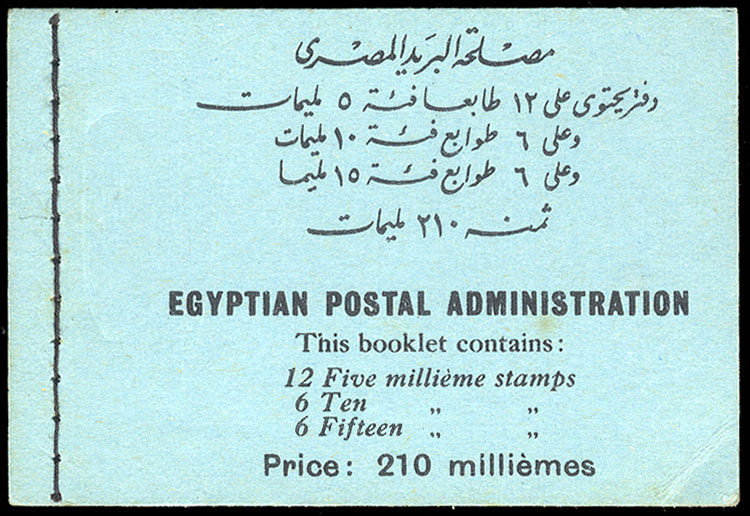 مصلحة البريد المصرى
دفتر يحتوى على ١٢ طابعا فئة ٥ مليمات
وعلى ٦ طوابع فئة ١٠ مليمات
وعلى ٦ طوابع فئة ١٥ مليما
ثمنه ٢١٠ مليمات
EGYPTIAN POSTAL ADMINISTRATION
This booklet contains:
12 Five millième stamps
6 Ten „ „
6 Fifteen „ „
Price: 210 millièmes